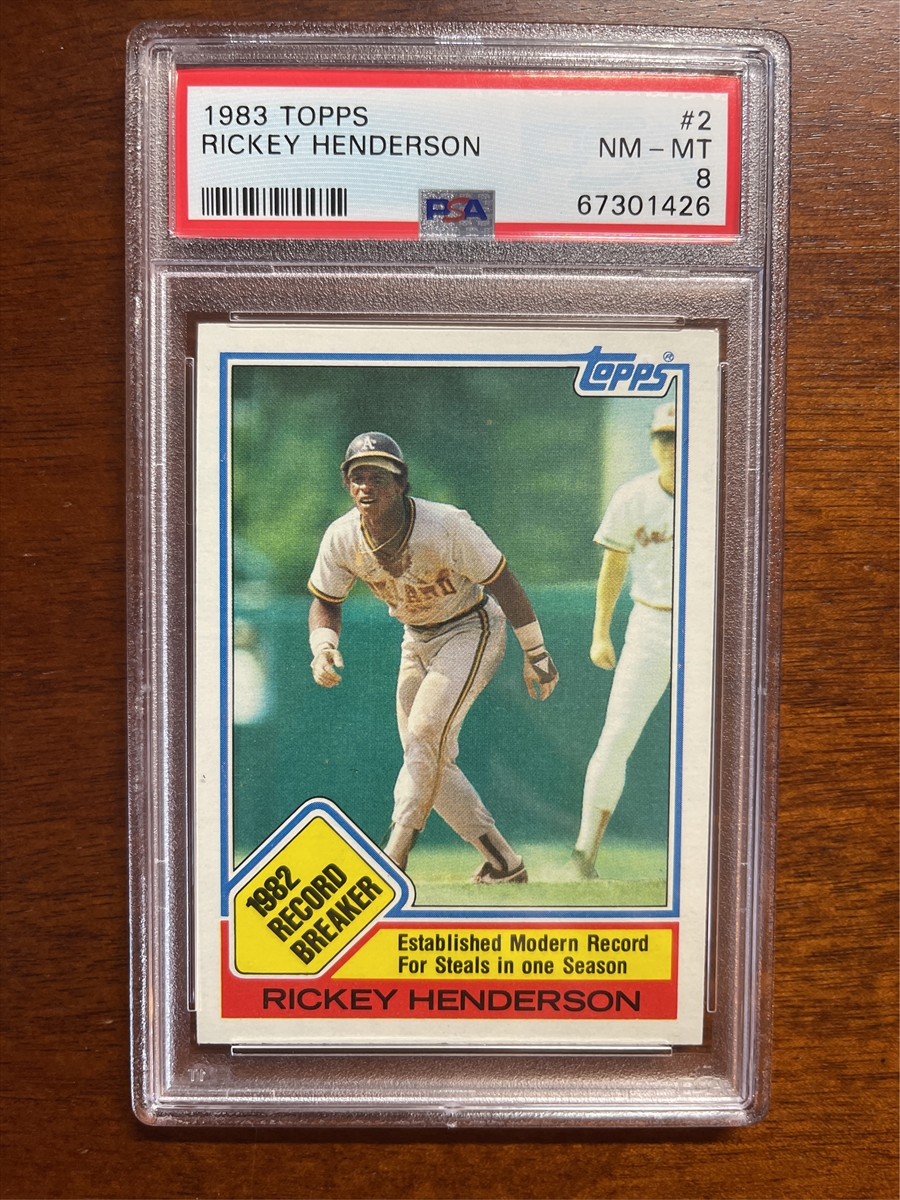 1983 TOPPS
RICKEY HENDERSON
#2
NM – MT
8
67301426
PSA
Topps®
A's
1982
RECORD
BREAKER
Established Modern Record
For Steals in one Season
RICKEY HENDERSON